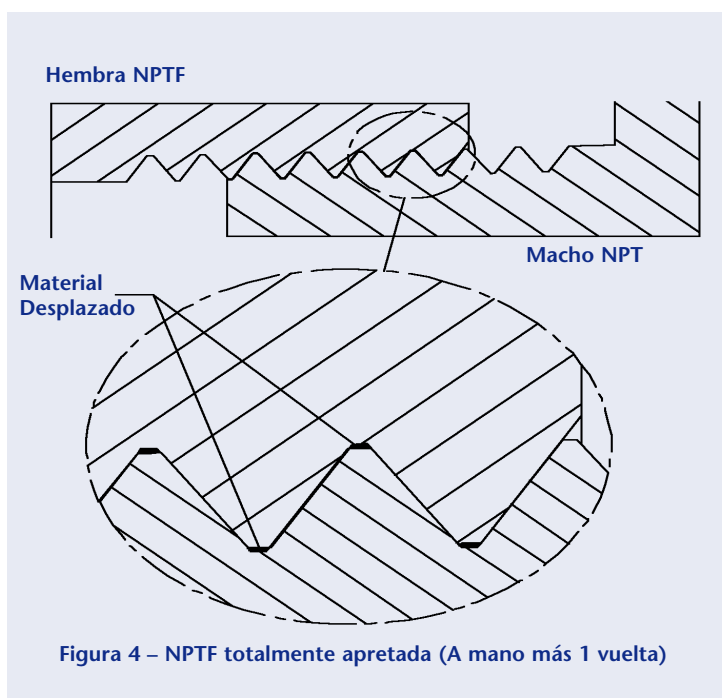 Hembra NPTF
Macho NPT
Material
Desplazado
Figura 4 – NPTF totalmente apretada (A mano más 1 vuelta)